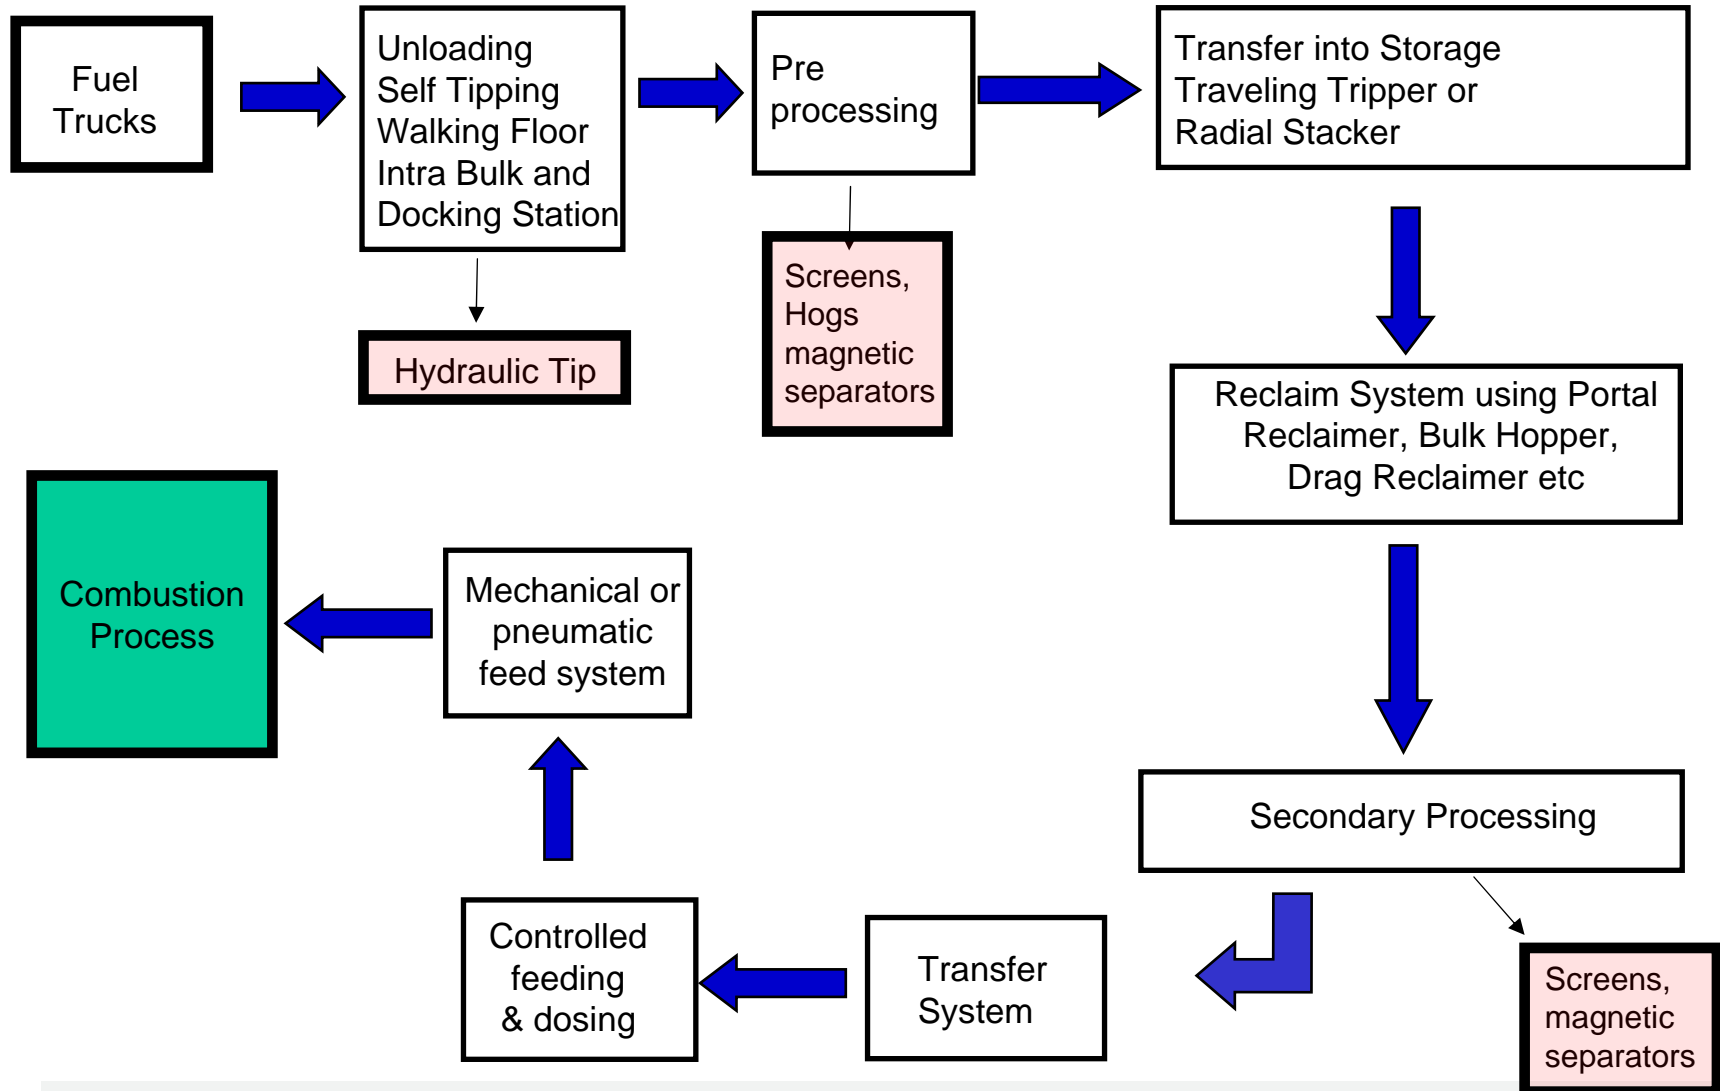 Fuel
Trucks
Unloading
Self Tipping
Walking Floor
Intra Bulk and
Docking Station
Pre
processing
Transfer into Storage
Traveling Tripper or
Radial Stacker
Hydraulic Tip
Screens,
Hogs
magnetic
separators
Reclaim System using Portal
Reclaimer, Bulk Hopper,
Drag Reclaimer etc
Secondary Processing
Screens,
magnetic
separators
Transfer
System
Controlled
feeding
& dosing
Mechanical or
pneumatic
feed system
Combustion
Process